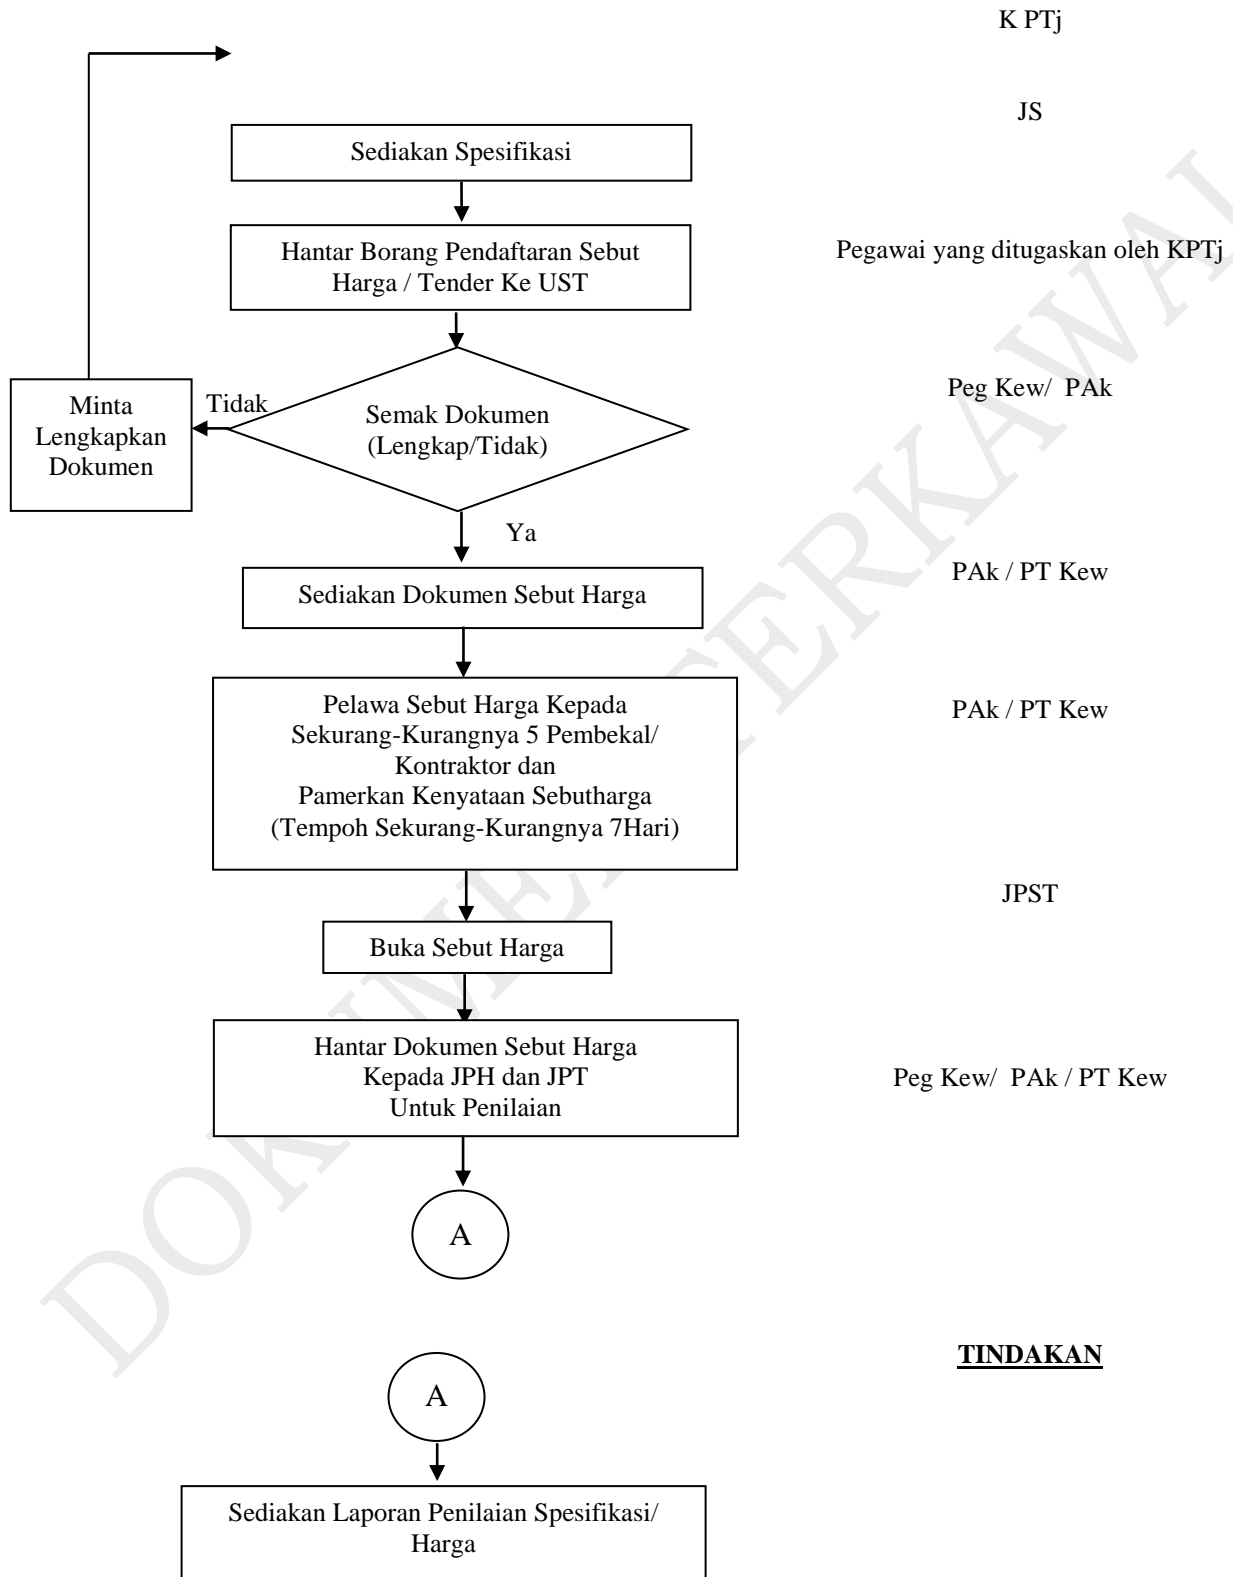 K PTj
JS
Sediakan Spesifikasi
Hantar Borang Pendaftaran Sebut
Harga / Tender Ke UST
Pegawai yang ditugaskan oleh KPTj
Minta
Lengkapkan
Dokumen
Tidak
Semak Dokumen
(Lengkap/Tidak)
Peg Kew/ PAk
Ya
Sediakan Dokumen Sebut Harga
PAk / PT Kew
Pelawa Sebut Harga Kepada
Sekurang-Kurangnya 5 Pembekal/
Kontraktor dan
Pamerkan Kenyataan Sebutharga
(Tempoh Sekurang-Kurangnya 7Hari)
PAk / PT Kew
JPST
Buka Sebut Harga
Hantar Dokumen Sebut Harga
Kepada JPH dan JPT
Untuk Penilaian
Peg Kew/ PAk / PT Kew
A
TINDAKAN
A
Sediakan Laporan Penilaian Spesifikasi/
Harga